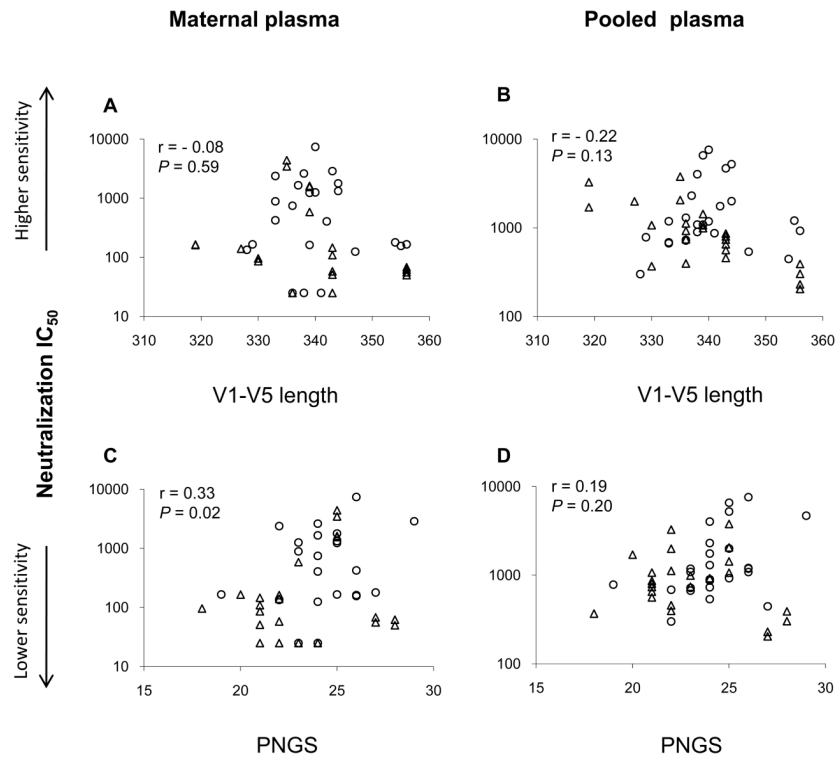 Maternal plasma
Pooled plasma
Higher sensitivity
Neutralization IC50
Lower sensitivity
A
r = - 0.08
P = 0.59
10000
1000
100
10
310 320 330 340 350 360
V1-V5 length
B
r = - 0.22
P = 0.13
10000
1000
100
310 320 330 340 350 360
V1-V5 length
C
r = 0.33
P = 0.02
10000
1000
100
10
15 20 25 30
PNGS
D
r = 0.19
P = 0.20
10000
1000
100
15 20 25 30
PNGS